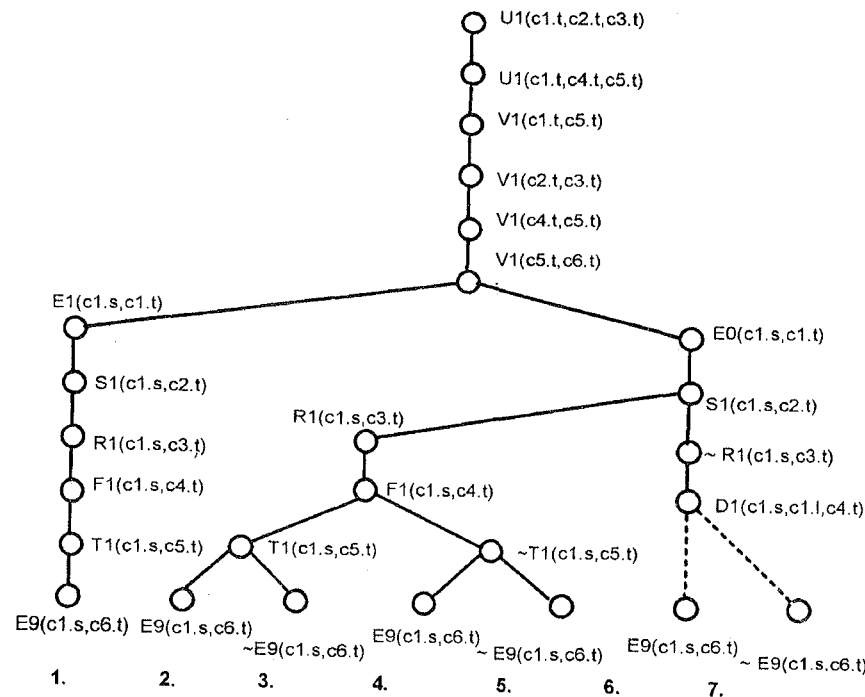 U1(c1.t,c2.t,c3.t)
U1(c1.t,c4.t,c5.t)
V1(c1.t,c5.t)
V1(c2.t,c3.t)
V1(c4.t,c5.t)
V1(c5.t,c6.t)
E1(c1.s,c1.t)
E0(c1.s,c1.t)
S1(c1.s,c2.t)
S1(c1.s,c2.t)
R1(c1.s,c3.t)
R1(c1.s,c3.t)
~ R1(c1.s,c3.t)
F1(c1.s,c4.t)
F1(c1.s,c4.t)
D1(c1.s,c1.l,c4.t)
T1(c1.s,c5.t)
T1(c1.s,c5.t)
~T1(c1.s,c5.t)
E9(c1.s,c6.t)
E9(c1.s,c6.t)
~E9(c1.s,c6.t)
E9(c1.s,c6.t)
~ E9(c1.s,c6.t)
E9(c1.s,c6.t)
~ E9(c1.s,c6.t)
1. 2. 3. 4. 5. 6. 7.